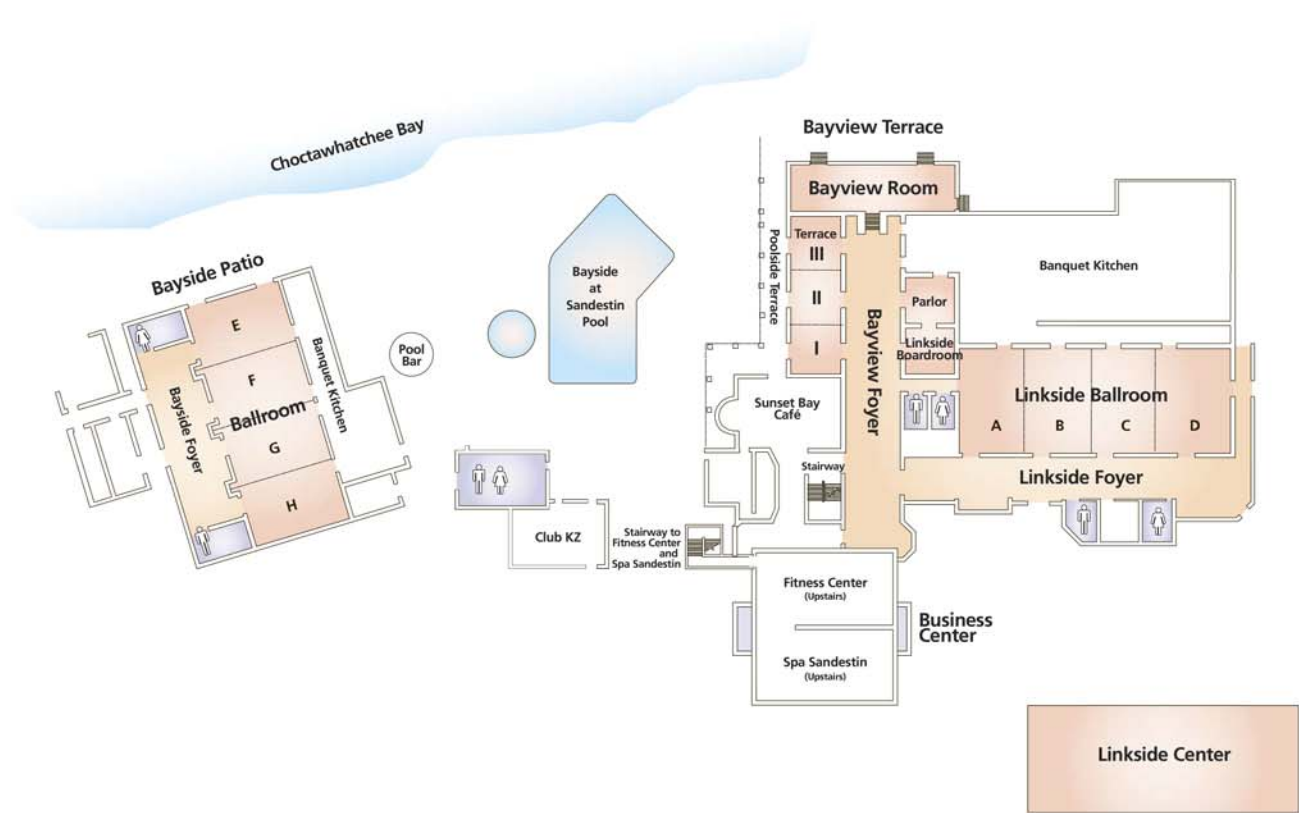 Choctawhatchee Bay
Bayview Terrace
Bayview Room
Bayside Patio
E
F
Ballroom
G
H
Bayside Foyer
Banquet Kitchen
Pool
Bar
Bayside
at
Sandestin
Pool
Poolside Terrace
Terrace
III
II
I
Bayview Foyer
Banquet Kitchen
Parlor
Linkside
Boardroom
Linkside Ballroom
A
B
C
D
Linkside Foyer
Sunset Bay
Café
Stairway
Club KZ
Stairway to
Fitness Center
and
Spa Sandestin
Fitness Center
(Upstairs)
Business
Center
Spa Sandestin
(Upstairs)
Linkside Center